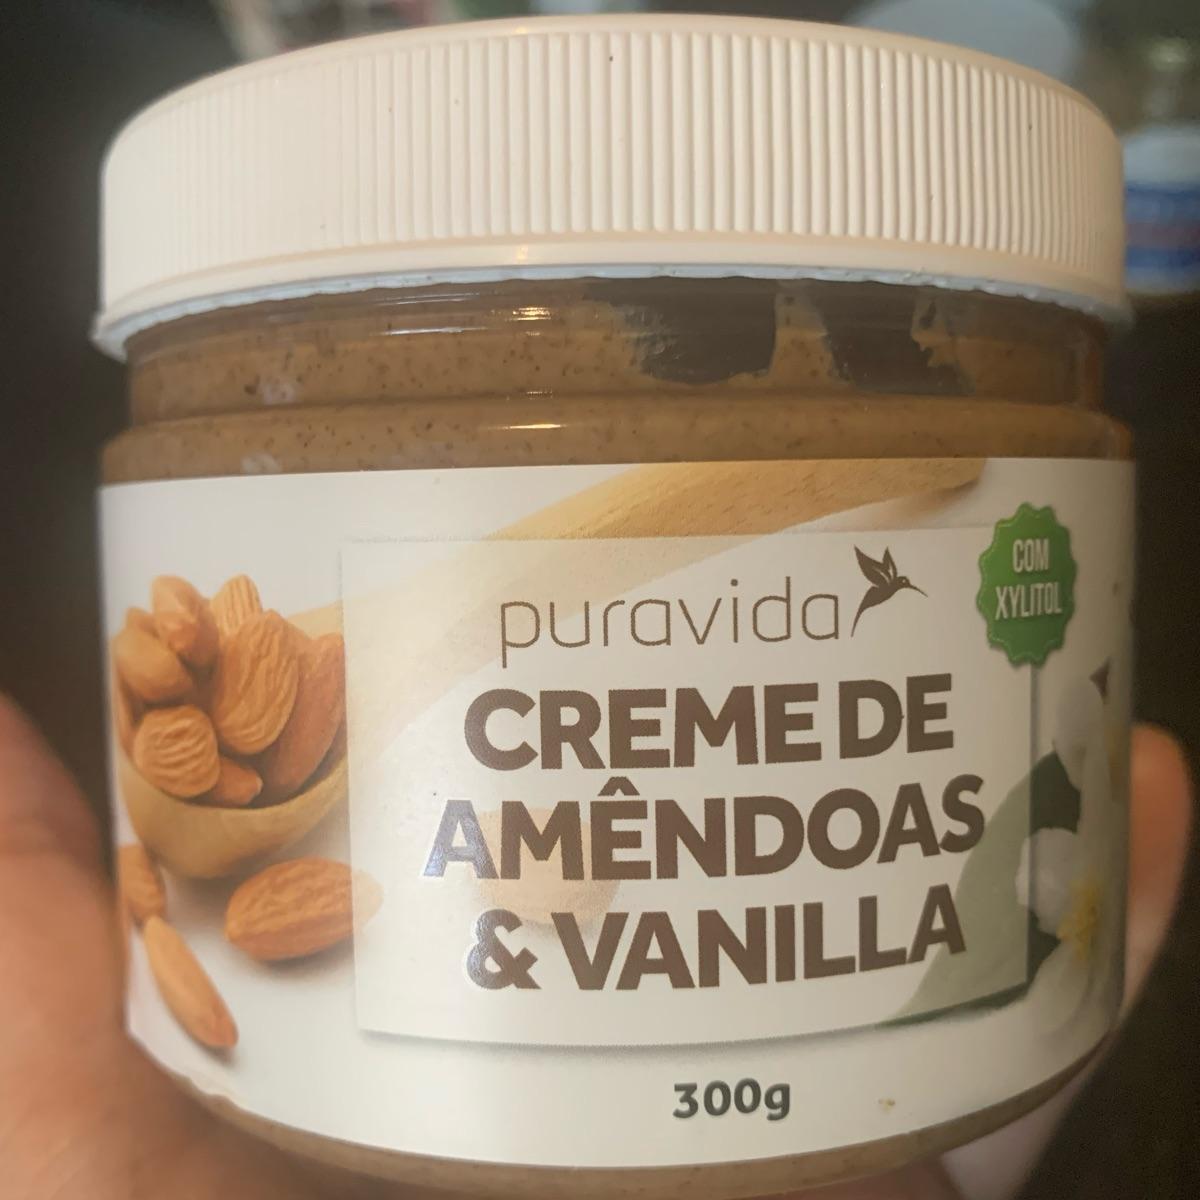 puravida
COM
XYLITOL
CREME DE
AMÊNDOAS
& VANILLA
300g